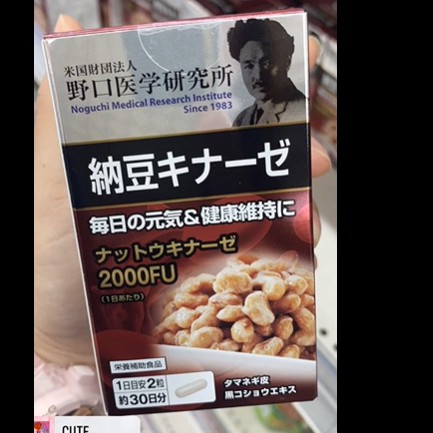 米国財団法人
野口医学研究所
Noguchi Medical Research Institute
Since 1983
納豆キナーゼ
毎日の元気&健康維持に
ナットウキナーゼ
2000FU
(1日あたり)
栄養補助食品
1日目安2粒
約30日分
タマネギ皮
黒コショウエキス
CUTE